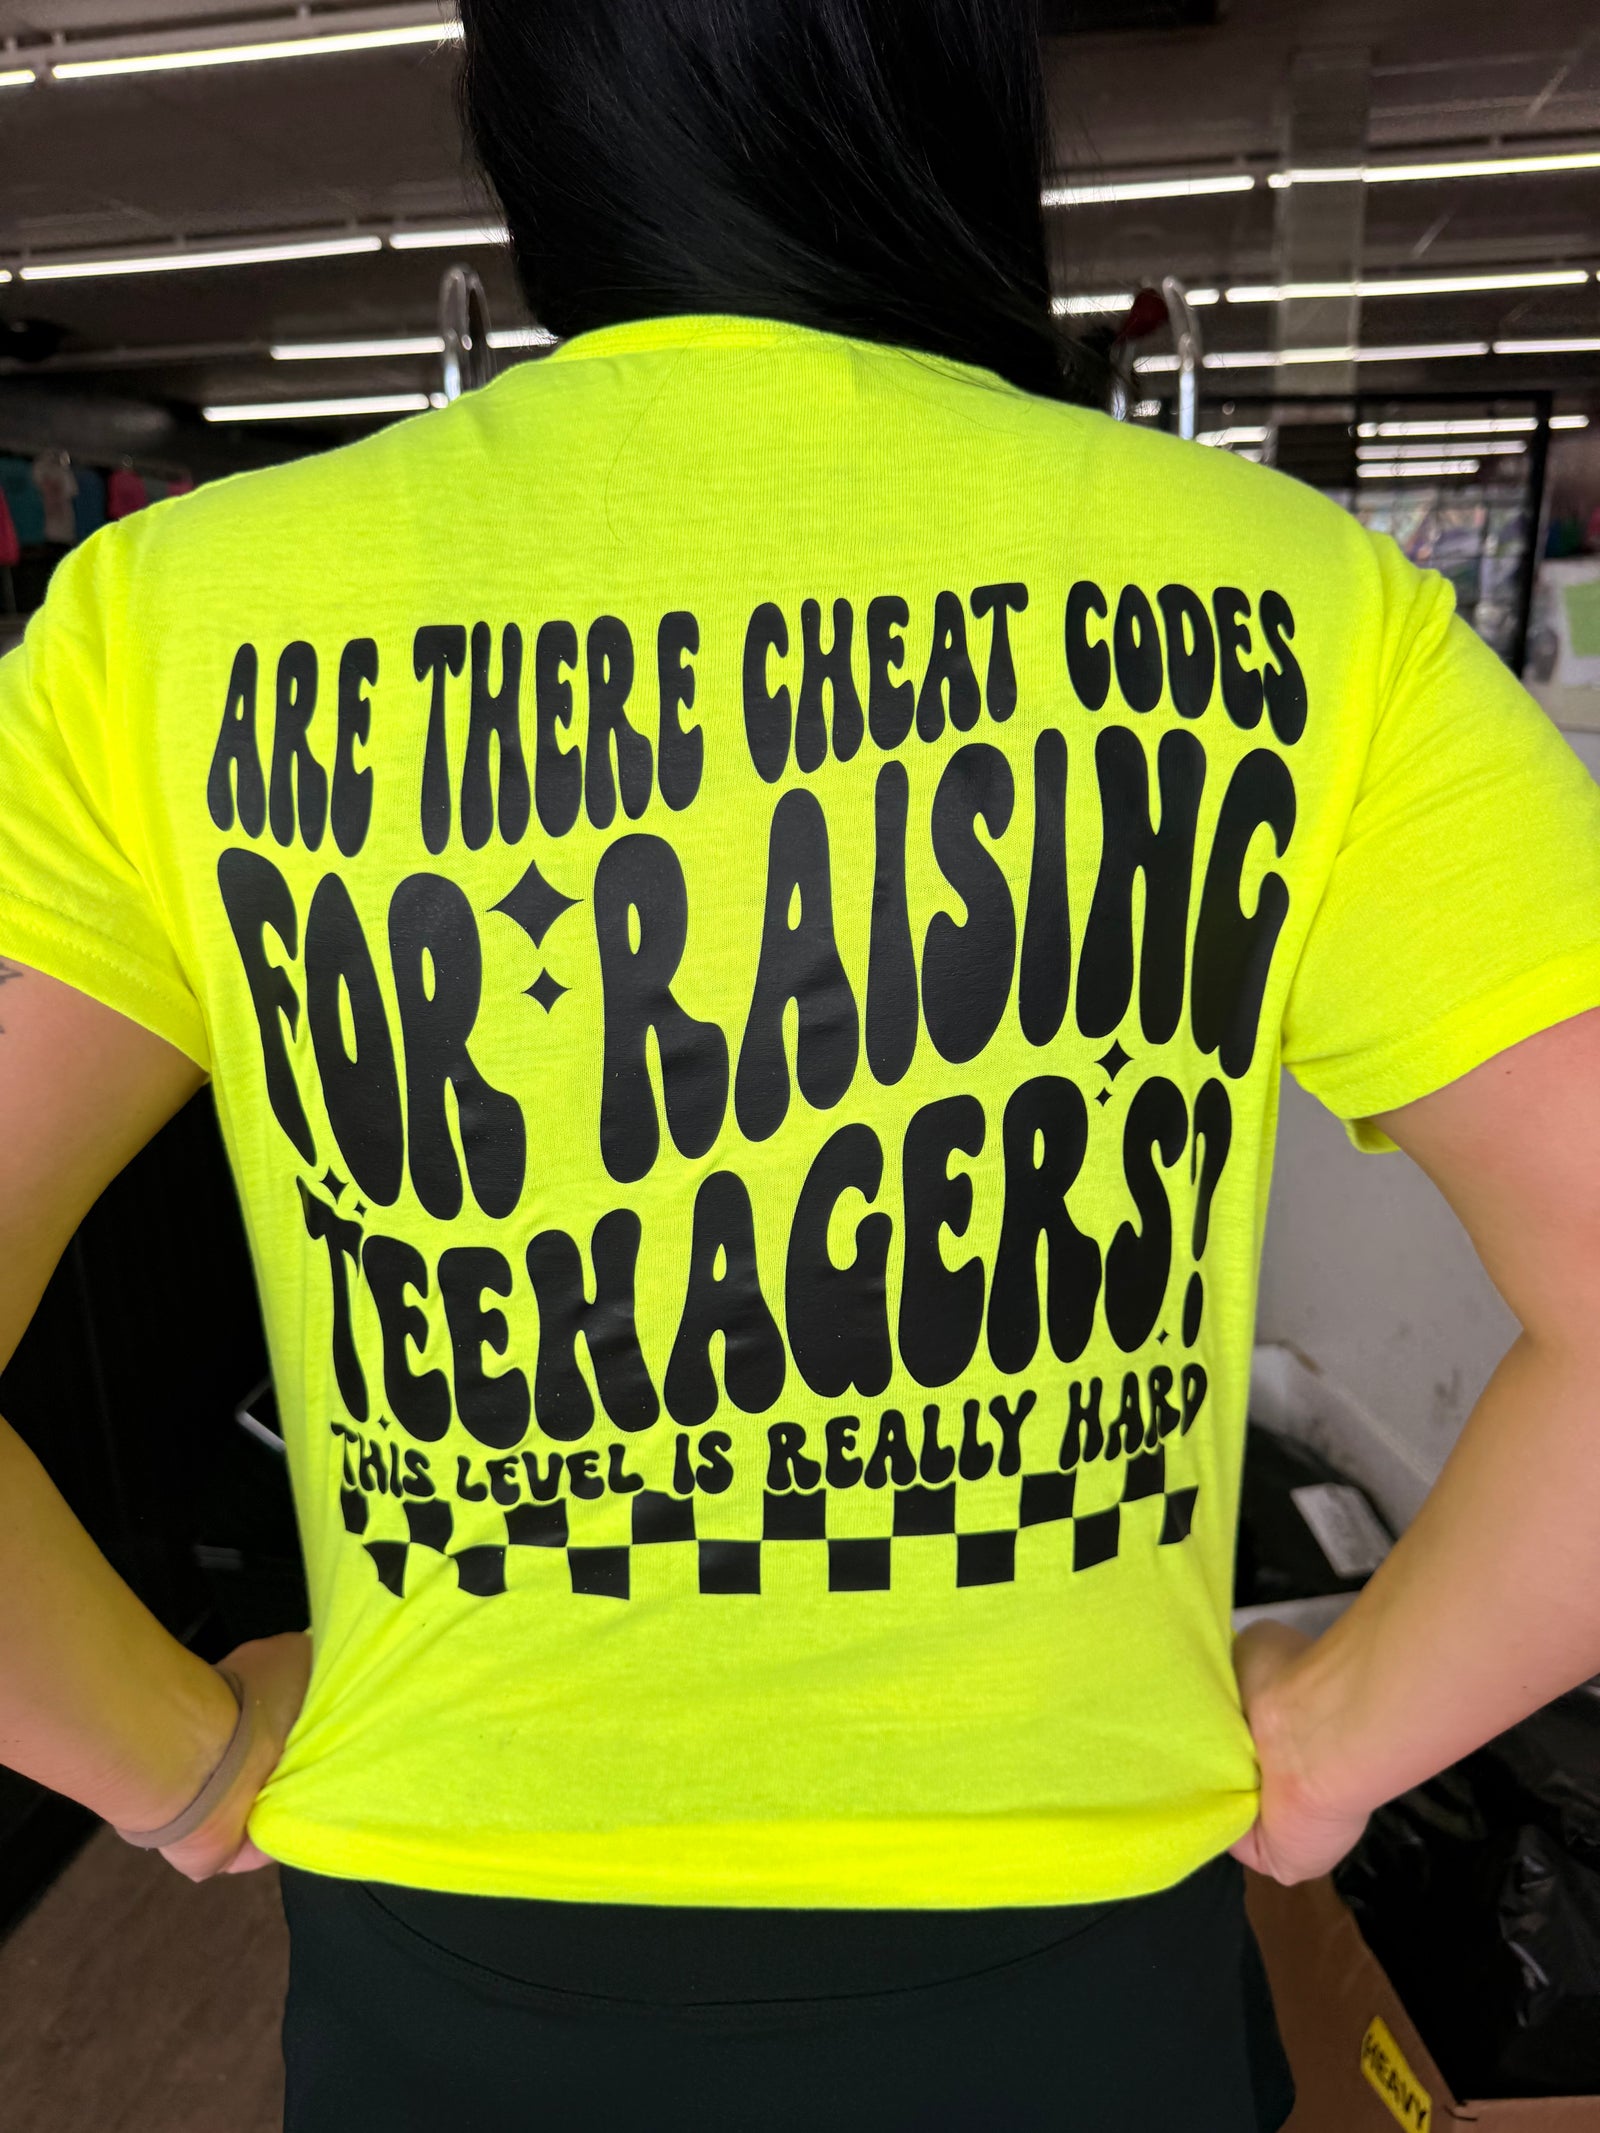 ARE THERE CHEAT CODES
FOR RAISING
TEENAGERS?
THIS LEVEL IS REALLY HARD
HEAVY